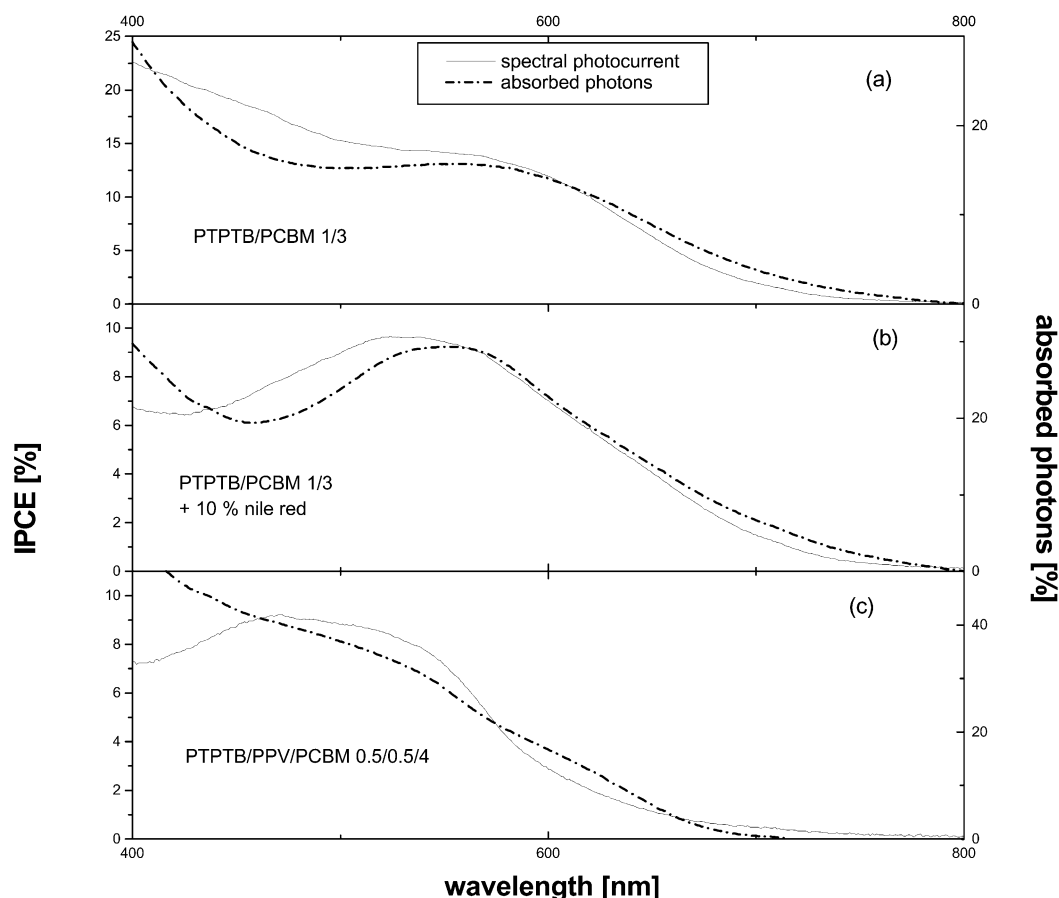 400 600 800
25
20
15
10
5
0
spectral photocurrent
absorbed photons
(a)
PTPTB/PCBM 1/3
20
0
10
8
6
4
2
0
(b)
PTPTB/PCBM 1/3
+ 10 % nile red
20
0
10
8
6
4
2
0
(c)
PTPTB/PPV/PCBM 0.5/0.5/4
40
20
0
400 600 800
IPCE [%]
absorbed photons [%]
wavelength [nm]